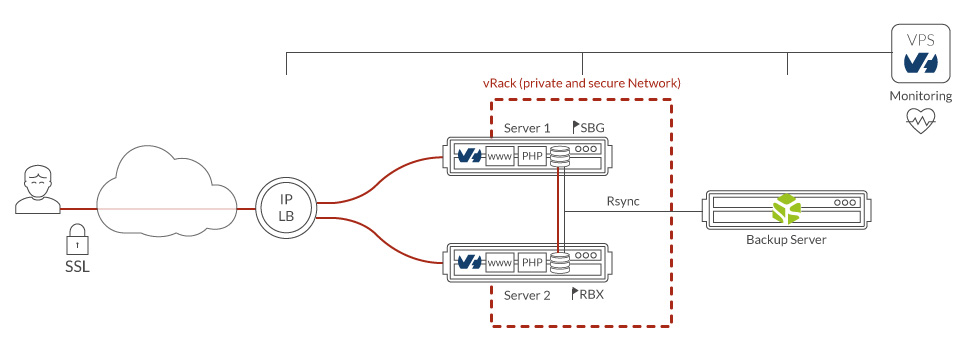 VPS
Monitoring
vRack (private and secure Network)
Server 1
SBG
www
PHP
IP
LB
SSL
Rsync
Backup Server
www
PHP
Server 2
RBX